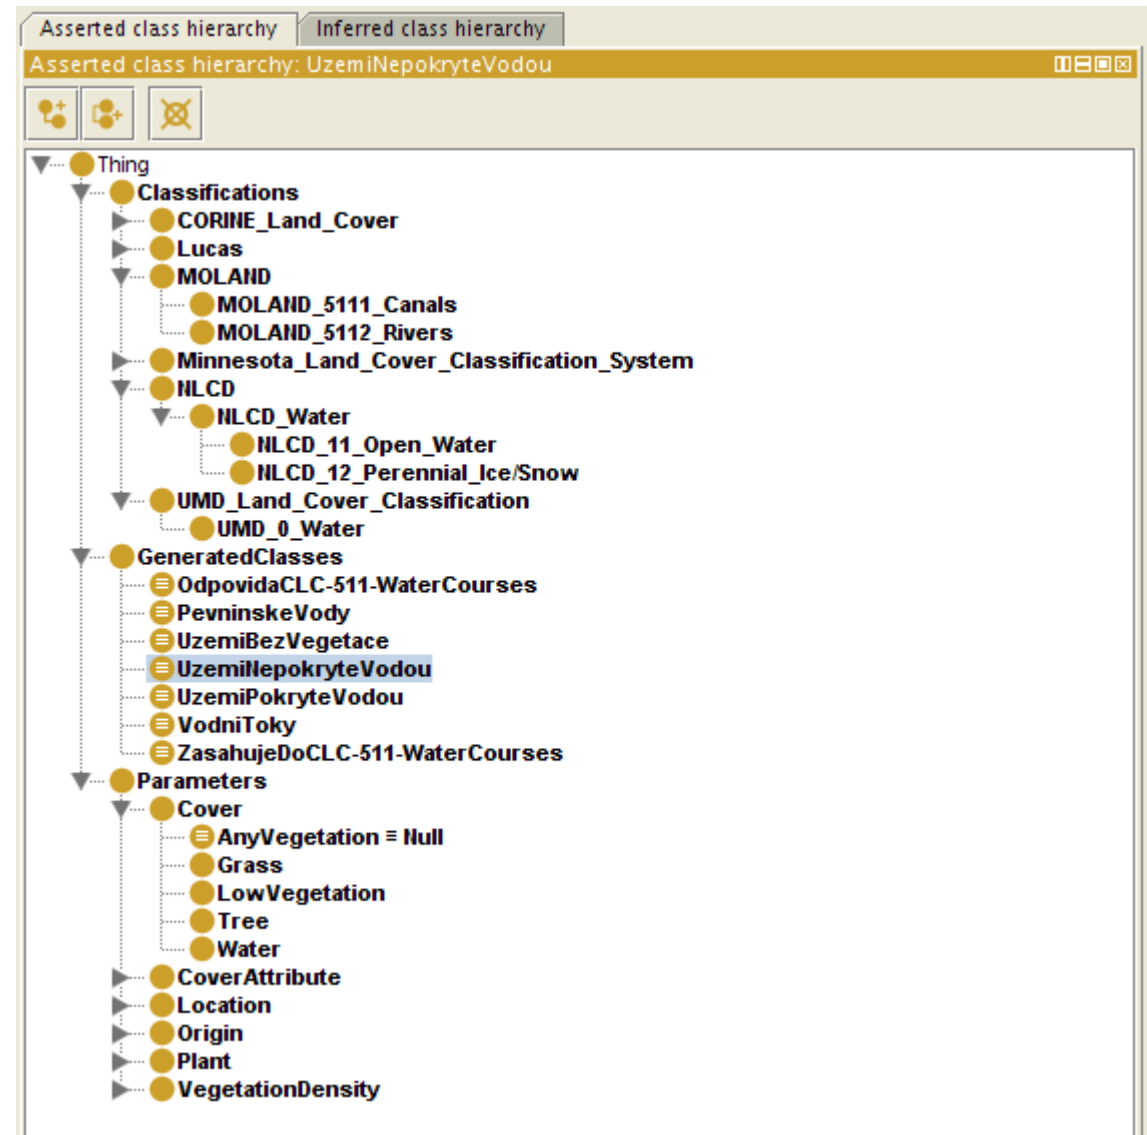 Asserted class hierarchy Inferred class hierarchy
Asserted class hierarchy: UzemiNepokryteVodou
Thing
Classifications
CORINE_Land_Cover
Lucas
MOLAND
MOLAND_5111_Canals
MOLAND_5112_Rivers
Minnesota_Land_Cover_Classification_System
NLCD
NLCD_Water
NLCD_11_Open_Water
NLCD_12_Perennial_Ice/Snow
UMD_Land_Cover_Classification
UMD_0_Water
GeneratedClasses
OdpovidaCLC-511-WaterCourses
PevninskeVody
UzemiBezVegetace
UzemiNepokryteVodou
UzemiPokryteVodou
VodniToky
ZasahujeDoCLC-511-WaterCourses
Parameters
Cover
AnyVegetation ≡ Null
Grass
LowVegetation
Tree
Water
CoverAttribute
Location
Origin
Plant
VegetationDensity